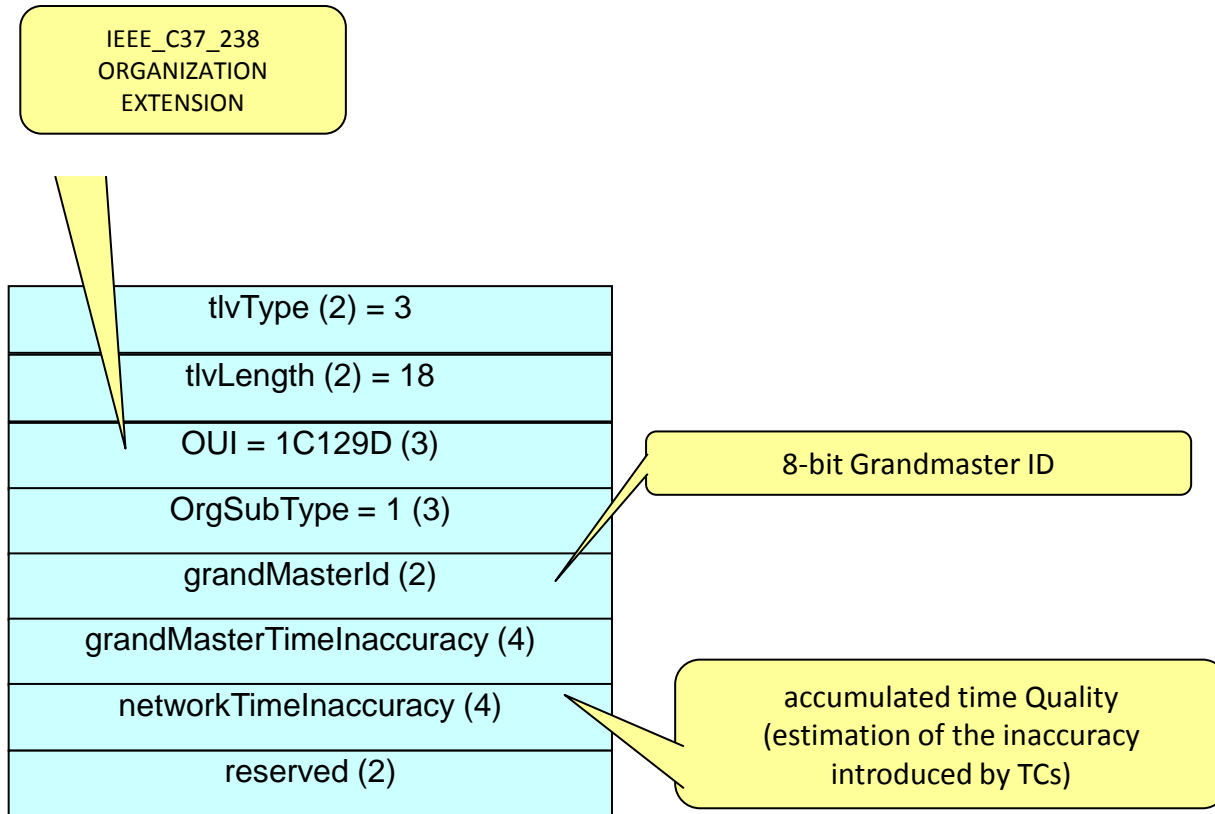 IEEE_C37_238
ORGANIZATION
EXTENSION
tlvType (2) = 3
tlvLength (2) = 18
OUI = 1C129D (3)
8-bit Grandmaster ID
OrgSubType = 1 (3)
grandMasterId (2)
grandMasterTimeInaccuracy (4)
networkTimeInaccuracy (4)
accumulated time Quality
(estimation of the inaccuracy
introduced by TCs)
reserved (2)